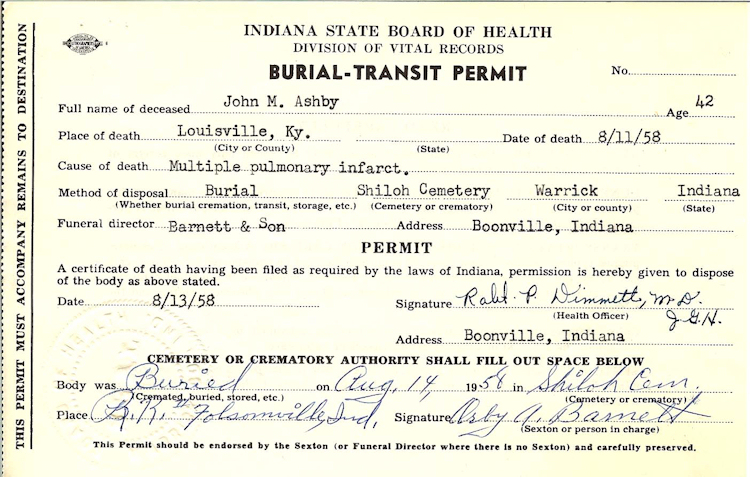 INDIANA STATE BOARD OF HEALTH
DIVISION OF VITAL RECORDS
BURIAL-TRANSIT PERMIT
No.
Full name of deceased John M. Ashby Age 42
Place of death Louisville, Ky. Date of death 8/11/58
(City or County) (State)
Cause of death Multiple pulmonary infarct.
Method of disposal Burial Shiloh Cemetery Warrick Indiana
(Whether burial cremation, transit, storage, etc.) (Cemetery or crematory) (City or county) (State)
Funeral director Barnett & Son Address Boonville, Indiana
PERMIT
A certificate of death having been filed as required by the laws of Indiana, permission is hereby given to dispose
of the body as above stated.
Date 8/13/58 Signature Robt. P. Dimmett, M.D.
(Health Officer) J.G.H.
Address Boonville, Indiana
CEMETERY OR CREMATORY AUTHORITY SHALL FILL OUT SPACE BELOW
Body was Buried on Aug. 14, 1958 in Shiloh Cem.
(Cremated, buried, stored, etc.) (Cemetery or crematory)
Place Folsomville, Ind. Signature Arby A. Barnett
(Sexton or person in charge)
This Permit should be endorsed by the Sexton (or Funeral Director where there is no Sexton) and carefully preserved.
THIS PERMIT MUST ACCOMPANY REMAINS TO DESTINATION